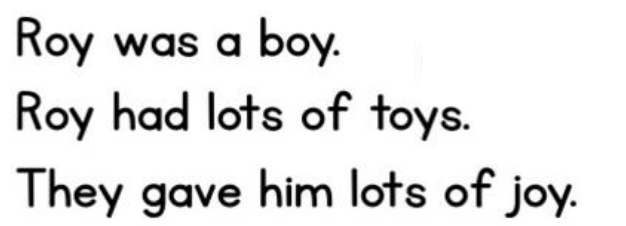 Roy was a boy.
Roy had lots of toys.
They gave him lots of joy.